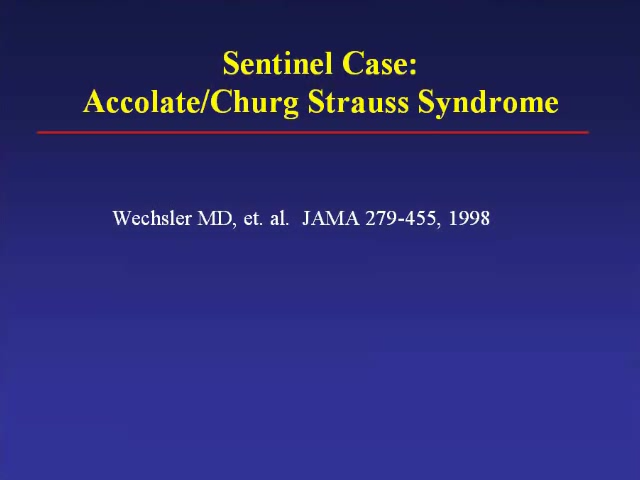 Sentinel Case:
Accolate/Churg Strauss Syndrome
Wechsler MD, et. al. JAMA 279-455, 1998